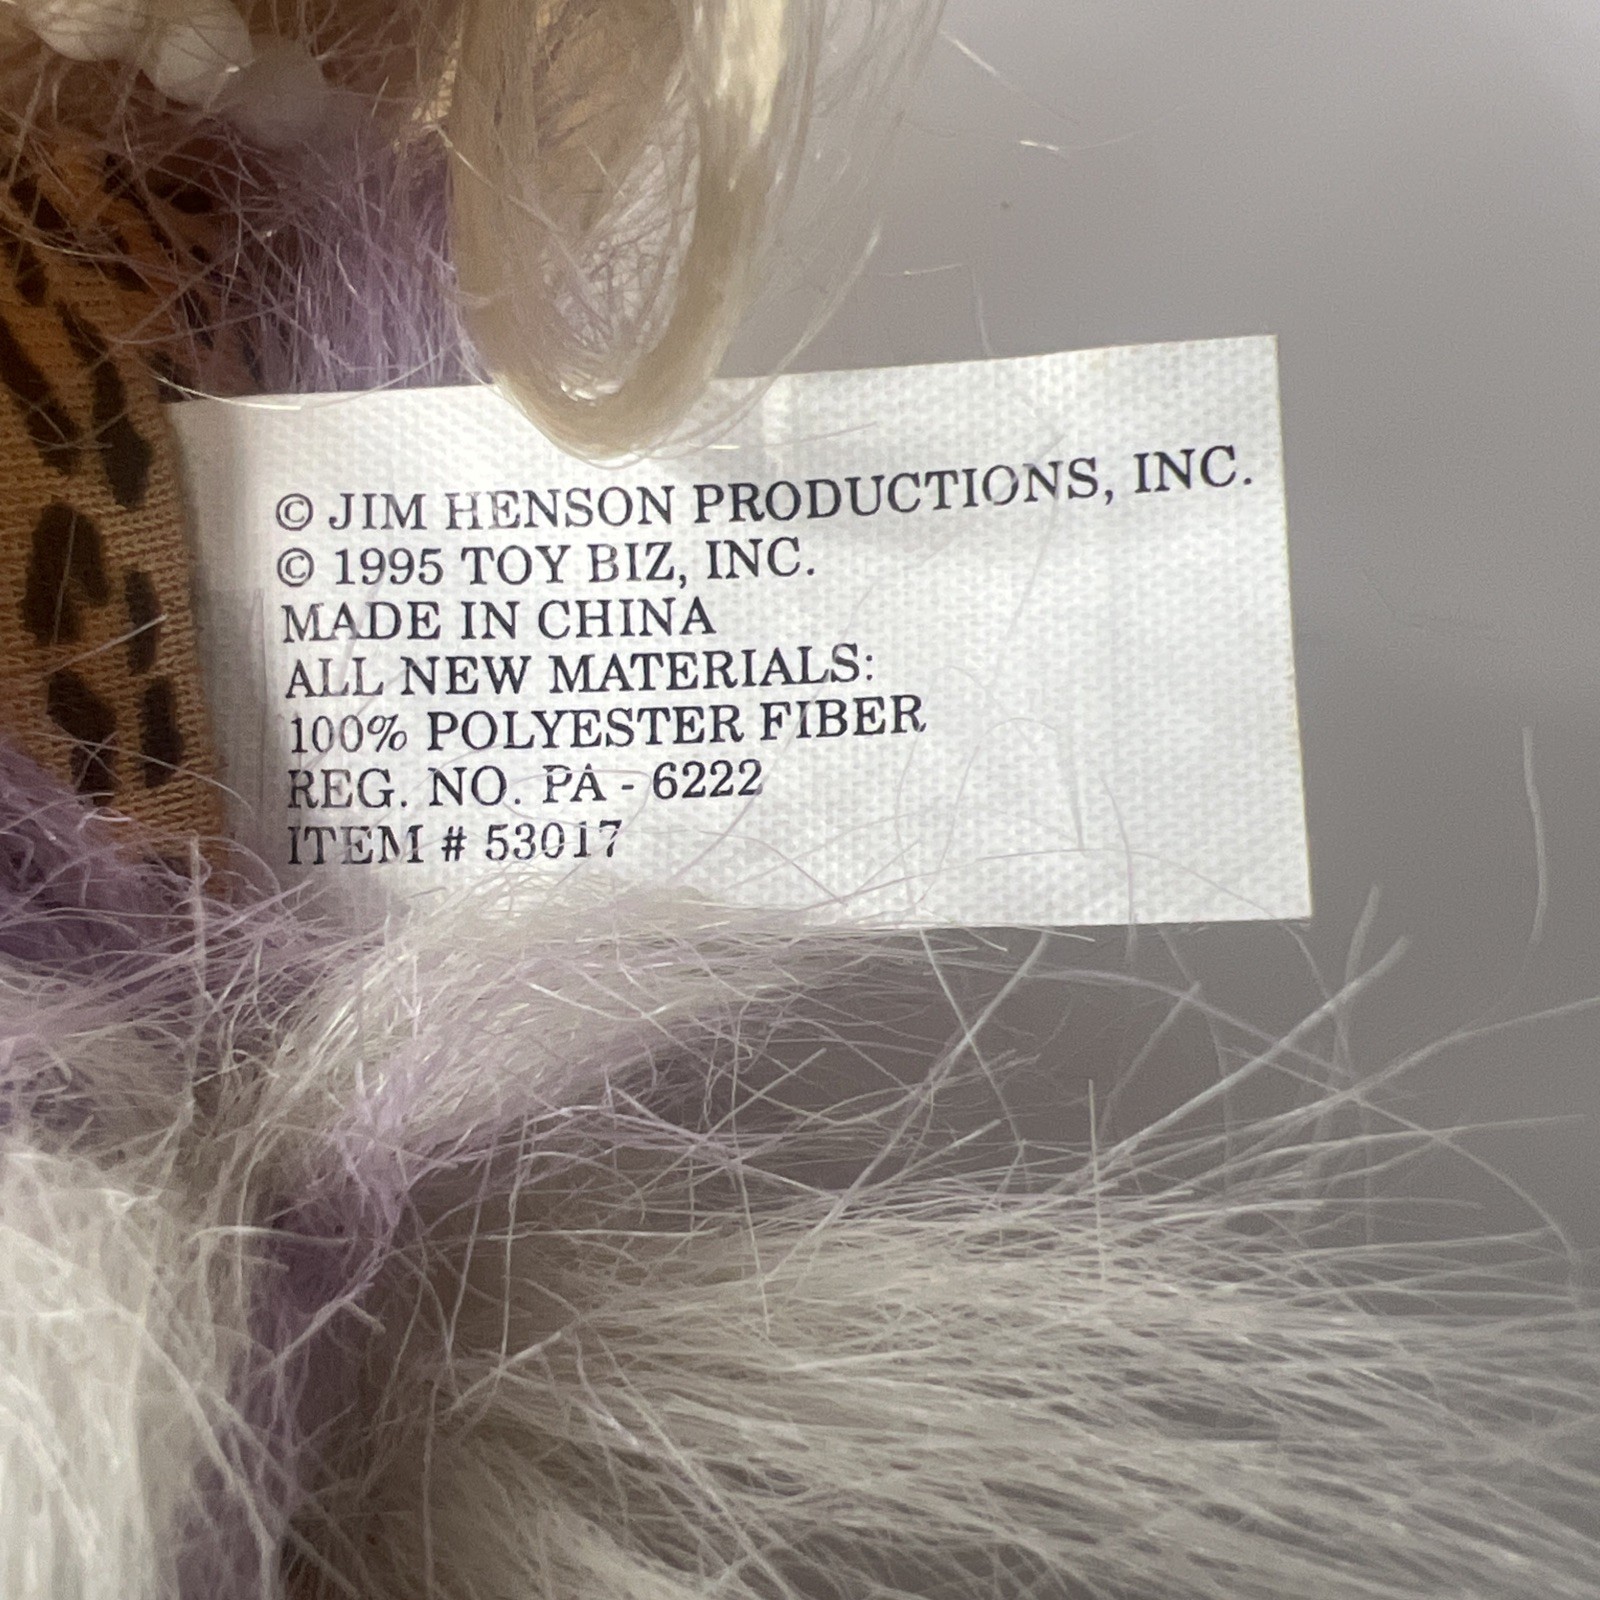 © JIM HENSON PRODUCTIONS, INC.
© 1995 TOY BIZ, INC.
MADE IN CHINA
ALL NEW MATERIALS:
100% POLYESTER FIBER
REG. NO. PA - 6222
ITEM # 53017